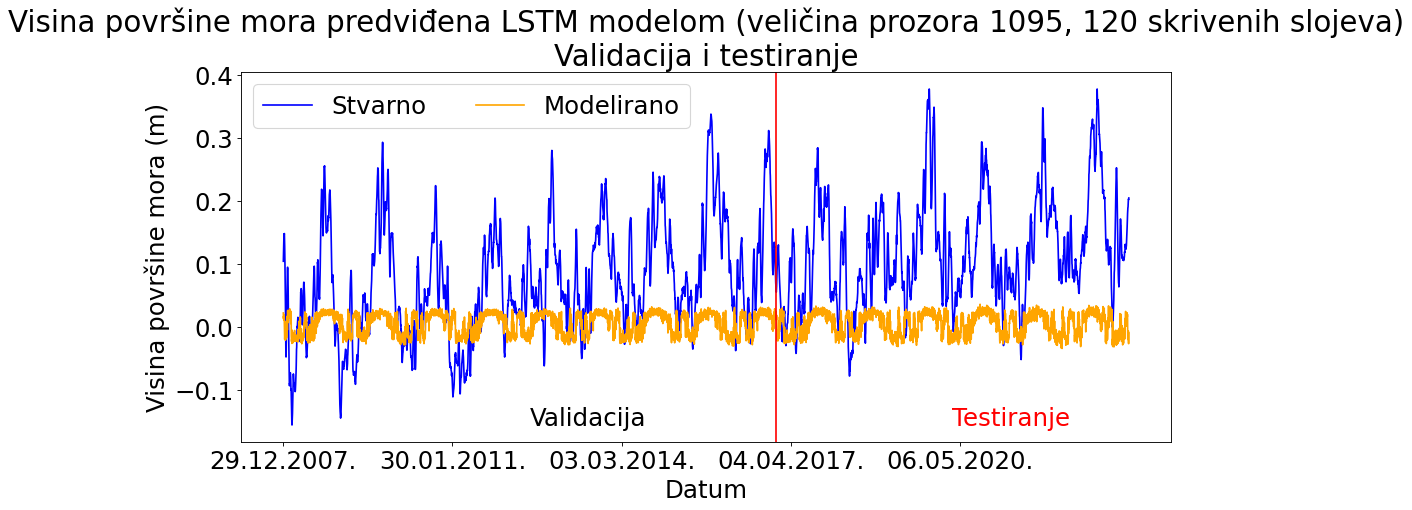 Visina površine mora predviđena LSTM modelom (veličina prozora 1095, 120 skrivenih slojeva)
Validacija i testiranje
Stvarno
Modelirano
Visina površine mora (m)
0.4
0.3
0.2
0.1
0.0
−0.1
Validacija
Testiranje
29.12.2007.
30.01.2011.
03.03.2014.
04.04.2017.
06.05.2020.
Datum